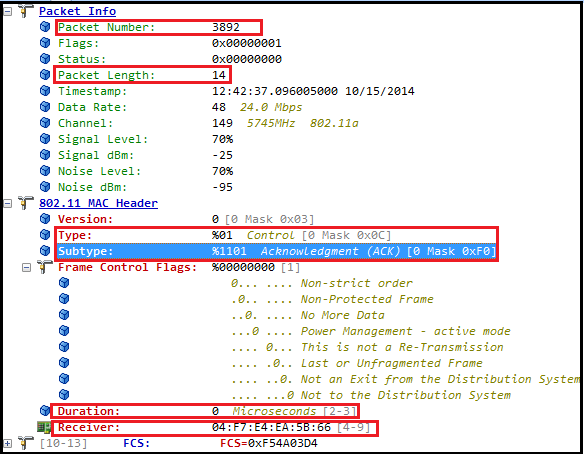 Packet Info
Packet Number: 3892
Flags: 0x00000001
Status: 0x00000000
Packet Length: 14
Timestamp: 12:42:37.096005000 10/15/2014
Data Rate: 48 24.0 Mbps
Channel: 149 5745MHz 802.11a
Signal Level: 70%
Signal dBm: -25
Noise Level: 70%
Noise dBm: -95
802.11 MAC Header
Version: 0 [0 Mask 0x03]
Type: %01 Control [0 Mask 0x0C]
Subtype: %1101 Acknowledgment (ACK) [0 Mask 0xF0]
Frame Control Flags: %00000000 [1]
0... .... Non-strict order
.0.. .... Non-Protected Frame
..0. .... No More Data
...0 .... Power Management - active mode
.... 0... This is not a Re-Transmission
.... .0.. Last or Unfragmented Frame
.... ..0. Not an Exit from the Distribution System
.... ...0 Not to the Distribution System
Duration: 0 Microseconds [2-3]
Receiver: 04:F7:E4:EA:5B:66 [4-9]
[10-13] FCS: FCS=0xF54A03D4